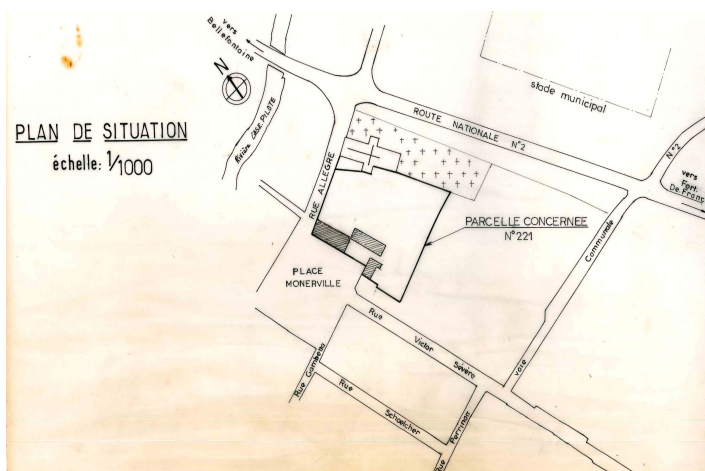 vers
Bellefontaine
N
PLAN DE SITUATION
échelle: 1/1000
Rivière CASE PILOTE
stade municipal
ROUTE NATIONALE N°2
N°2
vers
Fort
De France
RUE ALLEGRE
PARCELLE CONCERNEE
N°221
PLACE
MONERVILLE
Communale
voie
Rue Victor Sévéré
Rue Gambetta
Rue Schoelcher
Rue Perrinon